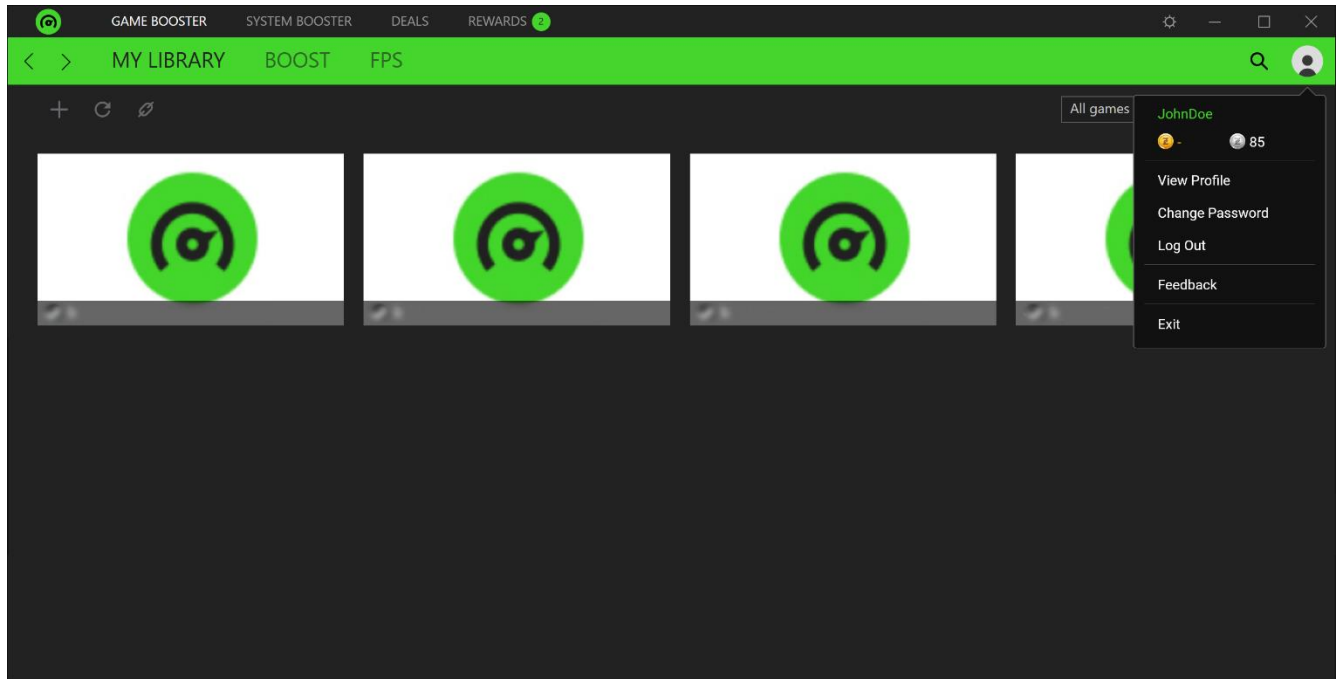 GAME BOOSTER SYSTEM BOOSTER DEALS REWARDS 2
MY LIBRARY BOOST FPS
All games
JohnDoe
- 85
View Profile
Change Password
Log Out
Feedback
Exit